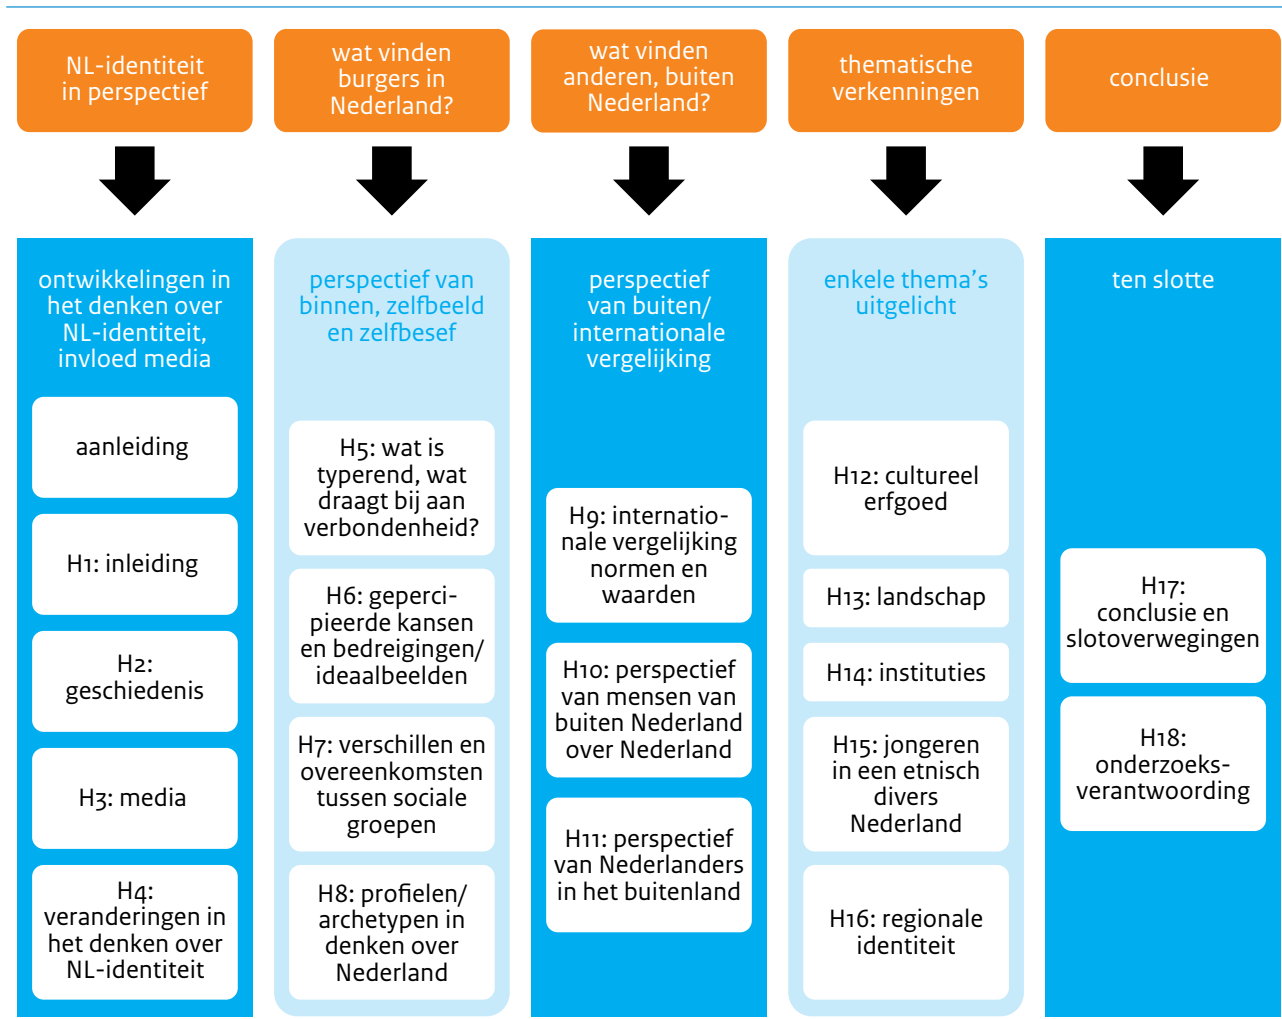 NL-identiteit
in perspectief
wat vinden
burgers in
Nederland?
wat vinden
anderen, buiten
Nederland?
thematische
verkenningen
conclusie
ontwikkelingen in
het denken over
NL-identiteit,
invloed media
aanleiding
H1: inleiding
H2:
geschiedenis
H3: media
H4:
veranderingen in
het denken over
NL-identiteit
perspectief van
binnen, zelfbeeld
en zelfbesef
H5: wat is
typerend, wat
draagt bij aan
verbondenheid?
H6: geperci-
pieerde kansen
en bedreigingen/
ideaalbeelden
H7: verschillen en
overeenkomsten
tussen sociale
groepen
H8: profielen/
archetypen in
denken over
Nederland
perspectief
van buiten/
internationale
vergelijking
H9: internatio-
nale vergelijking
normen en
waarden
H10: perspectief
van mensen van
buiten Nederland
over Nederland
H11: perspectief
van Nederlanders
in het buitenland
enkele thema's
uitgelicht
H12: cultureel
erfgoed
H13: landschap
H14: instituties
H15: jongeren
in een etnisch
divers
Nederland
H16: regionale
identiteit
ten slotte
H17:
conclusie en
slotoverwegingen
H18:
onderzoeks-
verantwoording